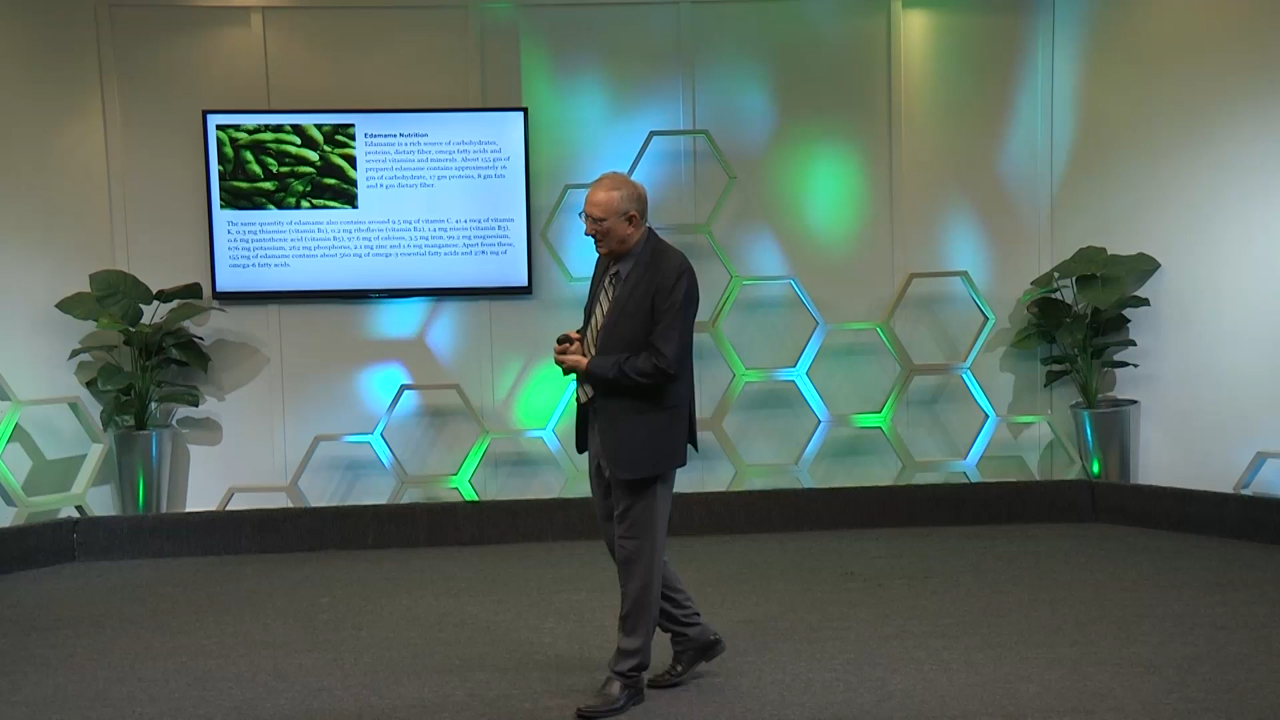 Edamame Nutrition
Edamame is a rich source of carbohydrates,
proteins, dietary fiber, omega fatty acids and
several vitamins and minerals. About 155 gm of
prepared edamame contains approximately 16
gm of carbohydrate, 17 gm proteins, 8 gm fats
and 8 gm dietary fiber.
The same quantity of edamame also contains around 9.5 mg of vitamin C, 41.4 mcg of vitamin
K, 0.3 mg thiamine (vitamin B1), 0.2 mg riboflavin (vitamin B2), 1.4 mg niacin (vitamin B3),
0.6 mg pantothenic acid (vitamin B5), 97.6 mg of calcium, 3.5 mg iron, 99.2 mg magnesium,
676 mg potassium, 262 mg phosphorus, 2.1 mg zinc and 1.6 mg manganese. Apart from these,
155 mg of edamame contains about 560 mg of omega-3 essential fatty acids and 2781 mg of
omega-6 fatty acids.